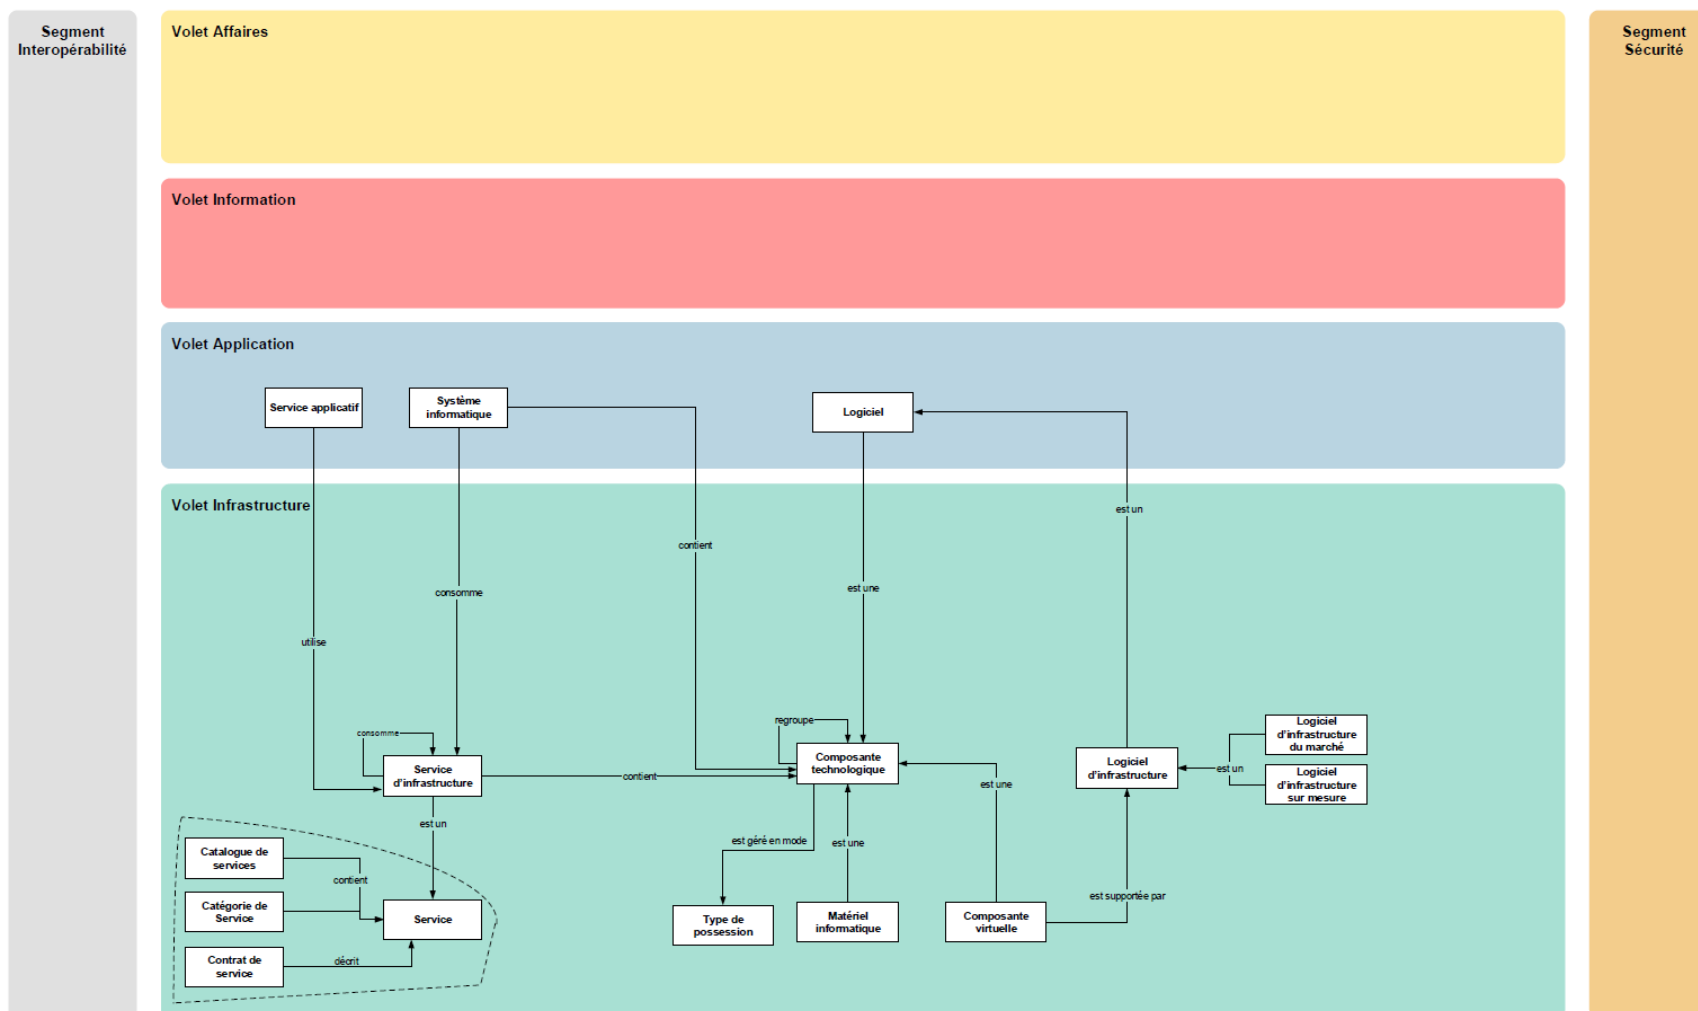 Segment
Interopérabilité
Volet Affaires
Segment
Sécurité
Volet Information
Volet Application
Service applicatif
Système
informatique
Logiciel
Volet Infrastructure
est un
contient
est une
consomme
utilise
consomme
regroupe
Service
d'infrastructure
contient
Composante
technologique
est une
Logiciel
d'infrastructure
est un
Logiciel
d'infrastructure
du marché
Logiciel
d'infrastructure
sur mesure
est un
est géré en mode
est une
Catalogue de
services
contient
Catégorie de
Service
Service
Contrat de
service
décrit
Type de
possession
Matériel
informatique
Composante
virtuelle
est supportée par